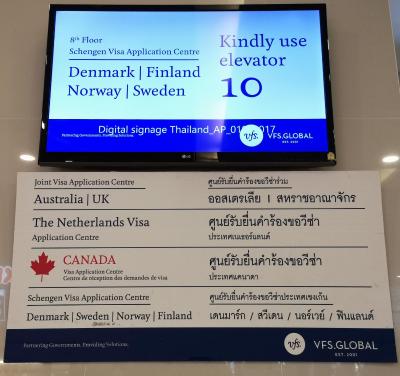 8th Floor
Schengen Visa Application Centre
Denmark | Finland
Norway | Sweden
Kindly use
elevator
10
Digital signage Thailand_AP_01 2017
Partnering Governments. Providing Solutions.
vfs. VFS.GLOBAL
EST. 2001
Joint Visa Application Centre
ศูนย์รับยื่นคำร้องขอวีซ่าร่วม
Australia | UK
ออสเตรเลีย | สหราชอาณาจักร
The Netherlands Visa
ศูนย์รับยื่นคำร้องขอวีซ่า
Application Centre
ประเทศเนเธอร์แลนด์
CANADA
ศูนย์รับยื่นคำร้องขอวีซ่า
Visa Application Centre
ประเทศแคนาดา
Centre de réception des demandes de visa
Schengen Visa Application Centre
ศูนย์รับยื่นคำร้องขอวีซ่าประเทศเชงเก้น
Denmark | Sweden | Norway | Finland
เดนมาร์ก / สวีเดน / นอร์เวย์ / ฟินแลนด์
Partnering Governments. Providing Solutions.
vfs. VFS.GLOBAL
EST. 2001